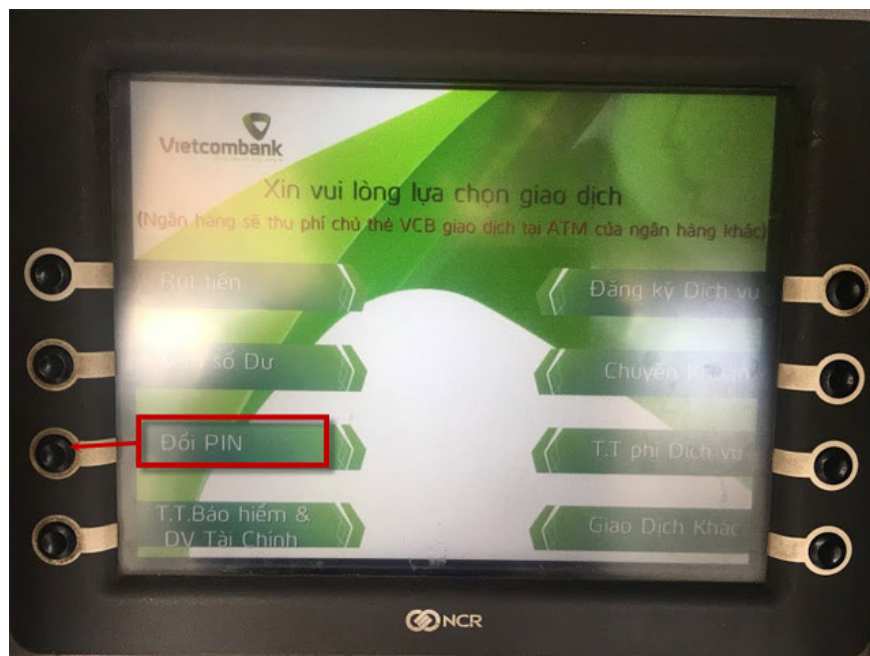 Vietcombank
Xin vui lòng lựa chọn giao dịch
(Ngân hàng sẽ thu phí chủ thẻ VCB giao dịch tại ATM của ngân hàng khác)
Rút tiền
Đăng ký Dịch vụ
số Dư
Chuyển khoản
Đổi PIN
T.T phí Dịch vụ
T.T.Bảo hiểm &
DV Tài Chính
Giao Dịch Khác
NCR